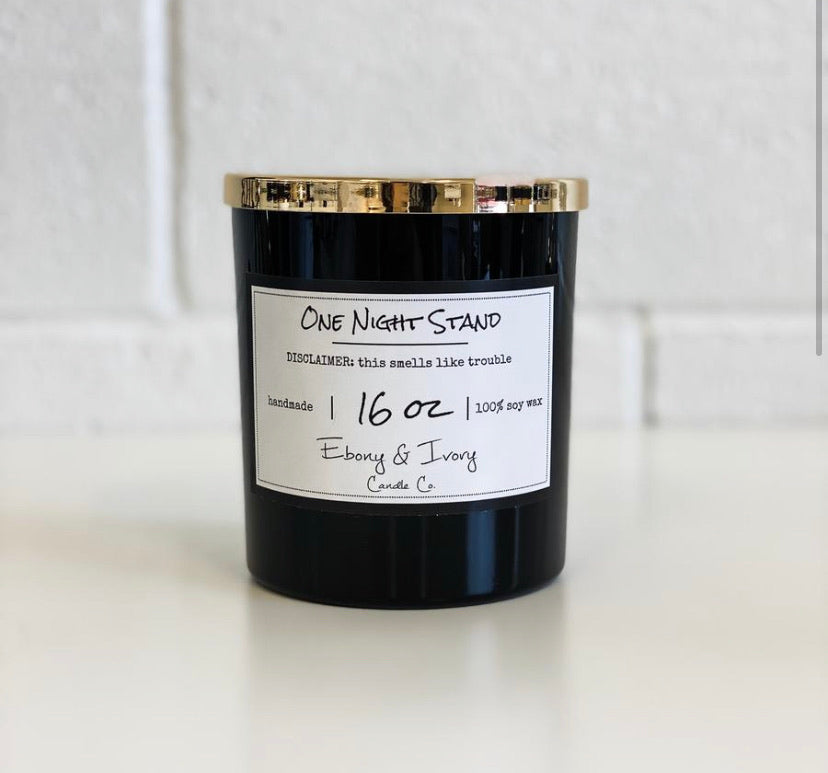 One Night Stand
DISCLAIMER: this smells like trouble
handmade | 16 oz | 100% soy wax
Ebony & Ivory
Candle Co.